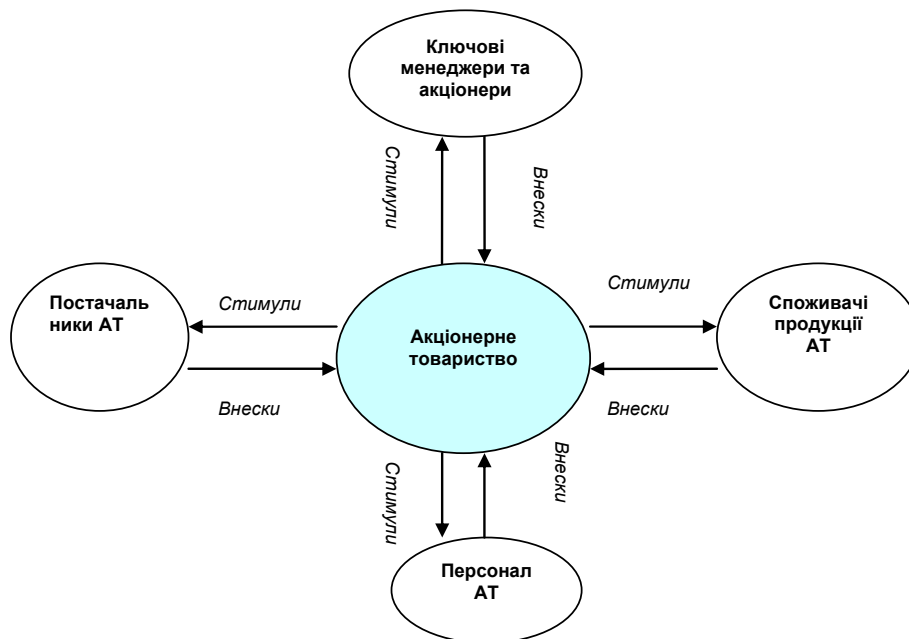 Ключові
менеджери та
акціонери
Стимули
Внески
Постачаль
ники АТ
Стимули
Внески
Акціонерне
товариство
Стимули
Внески
Споживачі
продукції
АТ
Стимули
Внески
Персонал
АТ